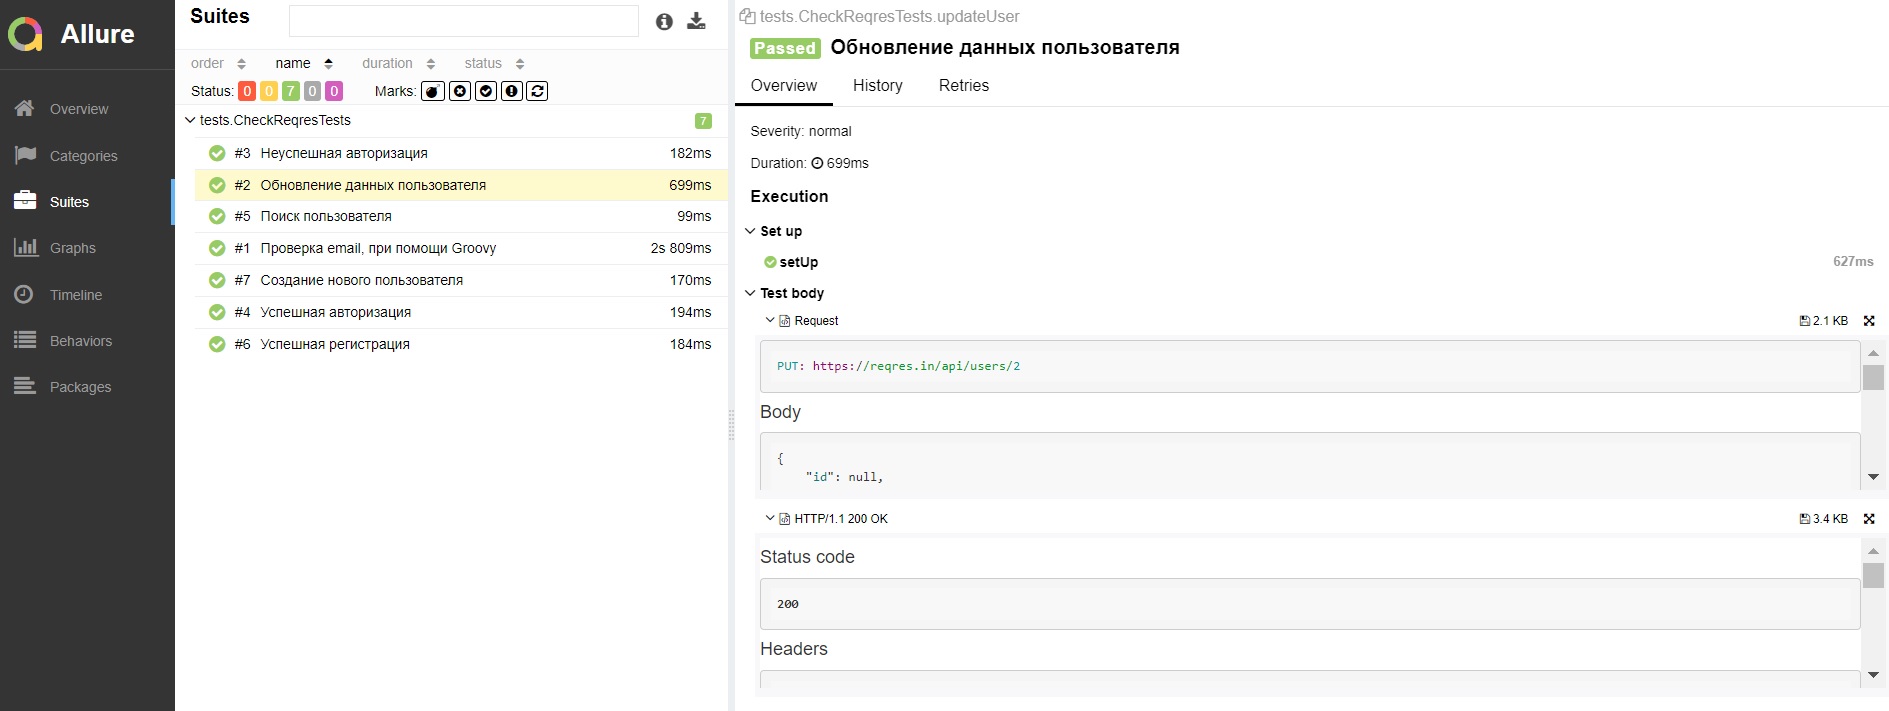 Allure
Overview
Categories
Suites
Graphs
Timeline
Behaviors
Packages
Suites
order name duration status
Status: 0 0 7 0 0 Marks:
tests.CheckReqresTests 7
#3 Неуспешная авторизация 182ms
#2 Обновление данных пользователя 699ms
#5 Поиск пользователя 99ms
#1 Проверка email, при помощи Groovy 2s 809ms
#7 Создание нового пользователя 170ms
#4 Успешная авторизация 194ms
#6 Успешная регистрация 184ms
tests.CheckReqresTests.updateUser
Passed Обновление данных пользователя
Overview History Retries
Severity: normal
Duration: 699ms
Execution
Set up
setUp 627ms
Test body
Request 2.1 KB
PUT: https://reqres.in/api/users/2
Body
{
"id": null,
HTTP/1.1 200 OK 3.4 KB
Status code
200
Headers